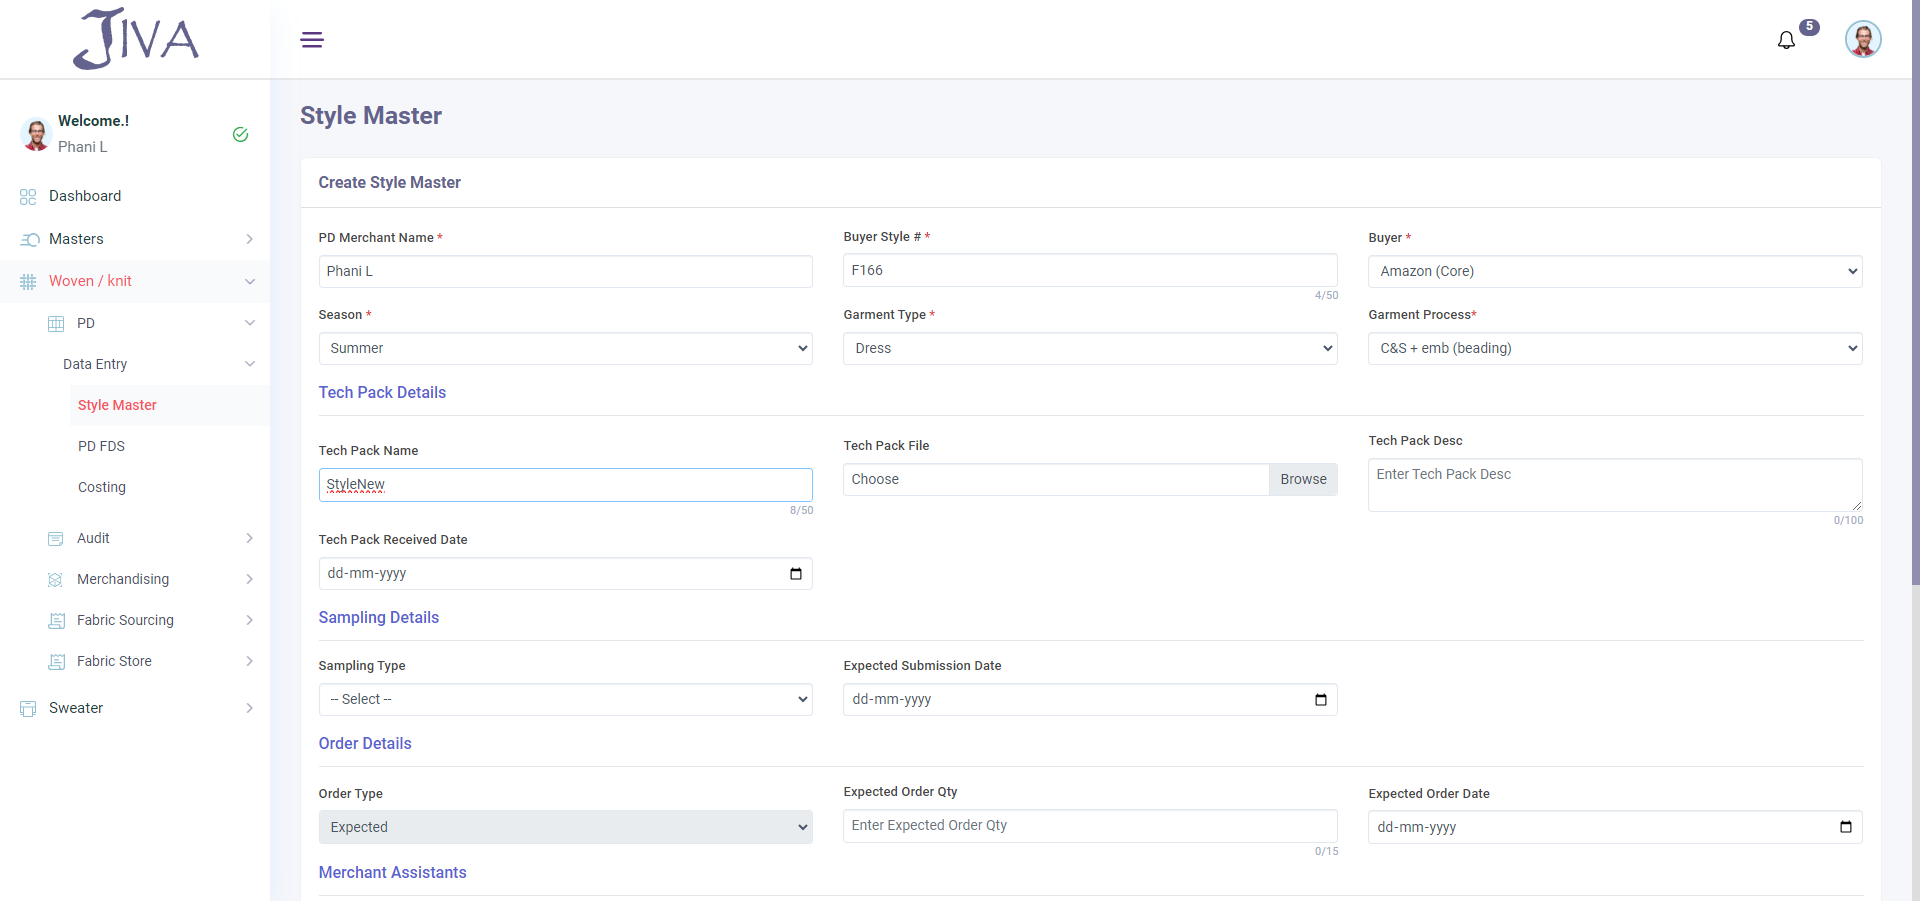 JIVA
5
Welcome.!
Phani L
Dashboard
Masters
Woven / knit
PD
Data Entry
Style Master
PD FDS
Costing
Audit
Merchandising
Fabric Sourcing
Fabric Store
Sweater
Style Master
Create Style Master
PD Merchant Name *
Buyer Style # *
Buyer *
Phani L
F166
Amazon (Core)
4/50
Season *
Garment Type *
Garment Process*
Summer
Dress
C&S + emb (beading)
Tech Pack Details
Tech Pack Name
Tech Pack File
Tech Pack Desc
StyleNew
Choose
Browse
Enter Tech Pack Desc
8/50
0/100
Tech Pack Received Date
dd-mm-yyyy
Sampling Details
Sampling Type
Expected Submission Date
-- Select --
dd-mm-yyyy
Order Details
Order Type
Expected Order Qty
Expected Order Date
Expected
Enter Expected Order Qty
dd-mm-yyyy
0/15
Merchant Assistants